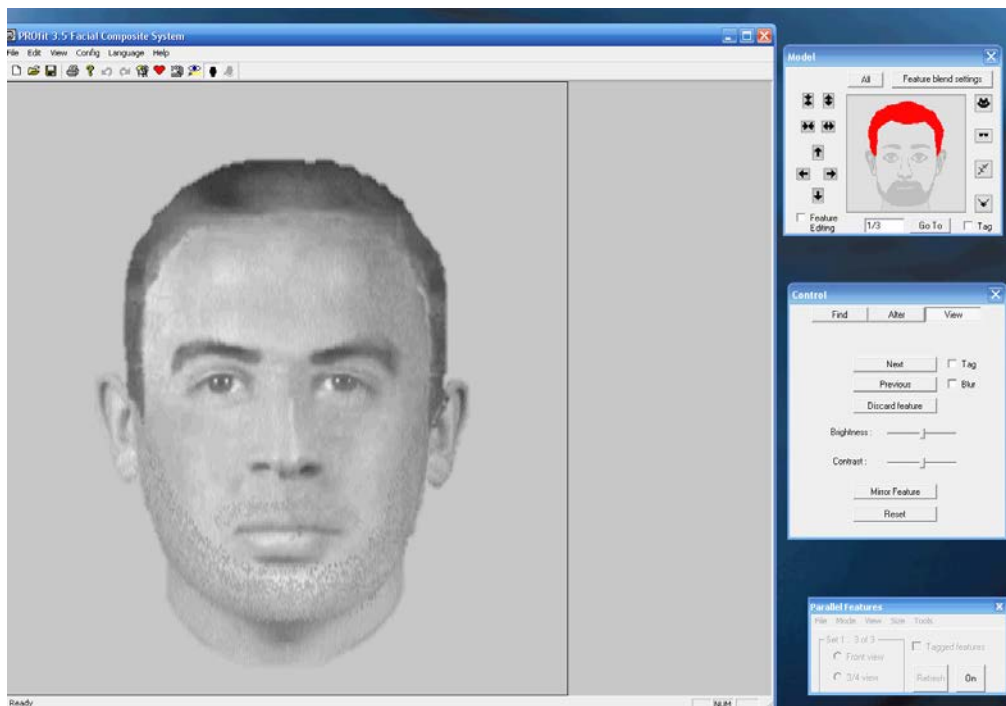 PROfit 3.5 Facial Composite System
File Edit View Config Language Help
Model
All Feature blend settings
Feature
Editing
1/3 Go To Tag
Control
Find Alter View
Next Tag
Previous Blur
Discard feature
Brightness :
Contrast :
Mirror Feature
Reset
Parallel Features
File Mode View Size Tools
Set 1 : 3 of 3 Tagged features
Front view
3/4 view Refresh On
Ready NUM